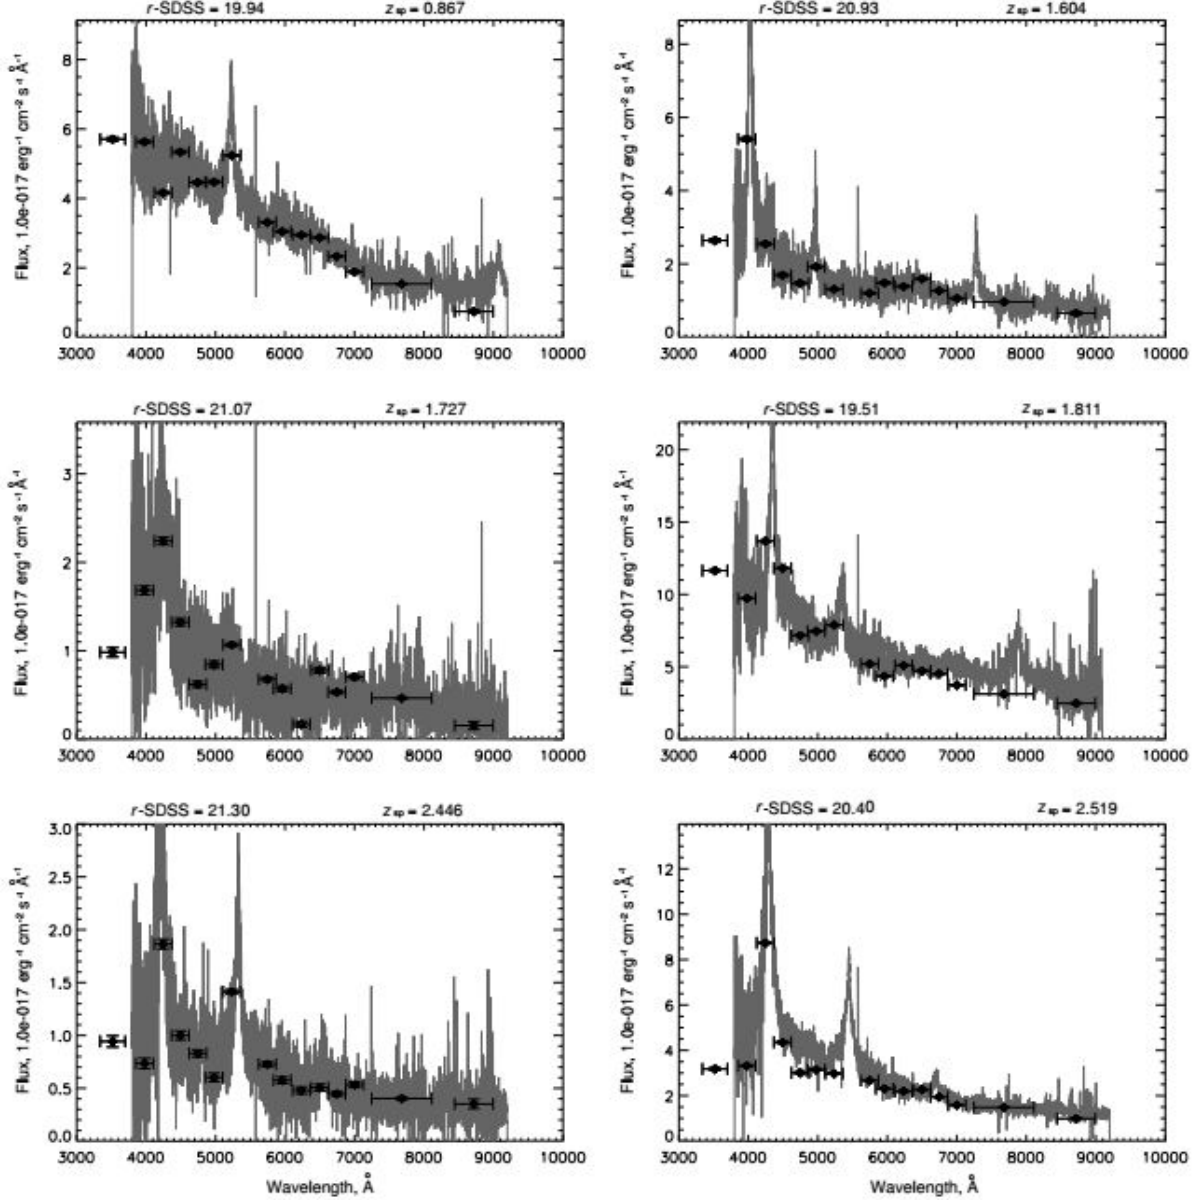 r-SDSS = 19.94 z sp = 0.867
8
6
4
2
0
Flux, 1.0e-017 erg⁻¹ cm⁻² s⁻¹ Å⁻¹
3000 4000 5000 6000 7000 8000 9000 10000
r-SDSS = 20.93 z sp = 1.604
8
6
4
2
0
Flux, 1.0e-017 erg⁻¹ cm⁻² s⁻¹ Å⁻¹
3000 4000 5000 6000 7000 8000 9000 10000
r-SDSS = 21.07 z sp = 1.727
3
2
1
0
Flux, 1.0e-017 erg⁻¹ cm⁻² s⁻¹ Å⁻¹
3000 4000 5000 6000 7000 8000 9000 10000
r-SDSS = 19.51 z sp = 1.811
20
15
10
5
0
Flux, 1.0e-017 erg⁻¹ cm⁻² s⁻¹ Å⁻¹
3000 4000 5000 6000 7000 8000 9000 10000
r-SDSS = 21.30 z sp = 2.446
3.0
2.5
2.0
1.5
1.0
0.5
0.0
Flux, 1.0e-017 erg⁻¹ cm⁻² s⁻¹ Å⁻¹
3000 4000 5000 6000 7000 8000 9000 10000
Wavelength, Å
r-SDSS = 20.40 z sp = 2.519
12
10
8
6
4
2
0
Flux, 1.0e-017 erg⁻¹ cm⁻² s⁻¹ Å⁻¹
3000 4000 5000 6000 7000 8000 9000 10000
Wavelength, Å